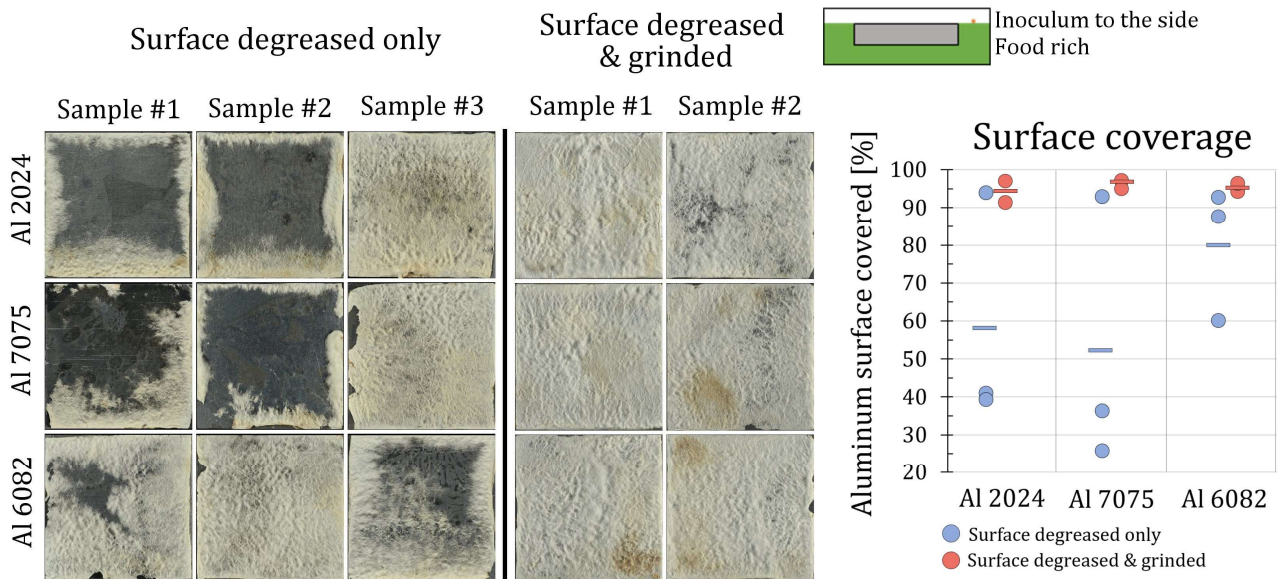 Surface degreased only
Surface degreased
& grinded
Inoculum to the side
Food rich
Sample #1
Sample #2
Sample #3
Sample #1
Sample #2
Al 2024
Al 7075
Al 6082
Surface coverage
Aluminum surface covered [%]
100
90
80
70
60
50
40
30
20
Al 2024
Al 7075
Al 6082
Surface degreased only
Surface degreased & grinded